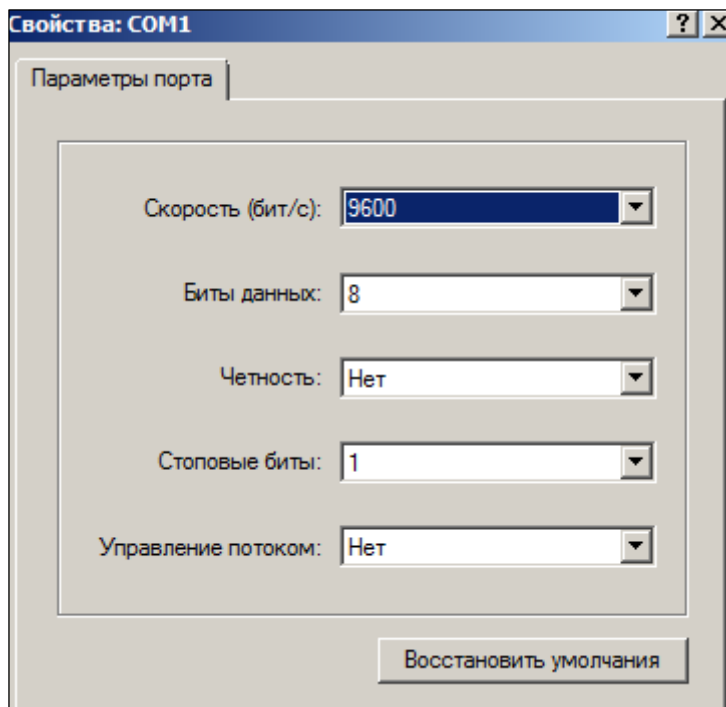 Свойства: COM1
Параметры порта
Скорость (бит/с): 9600
Биты данных: 8
Четность: Нет
Стоповые биты: 1
Управление потоком: Нет
Восстановить умолчания